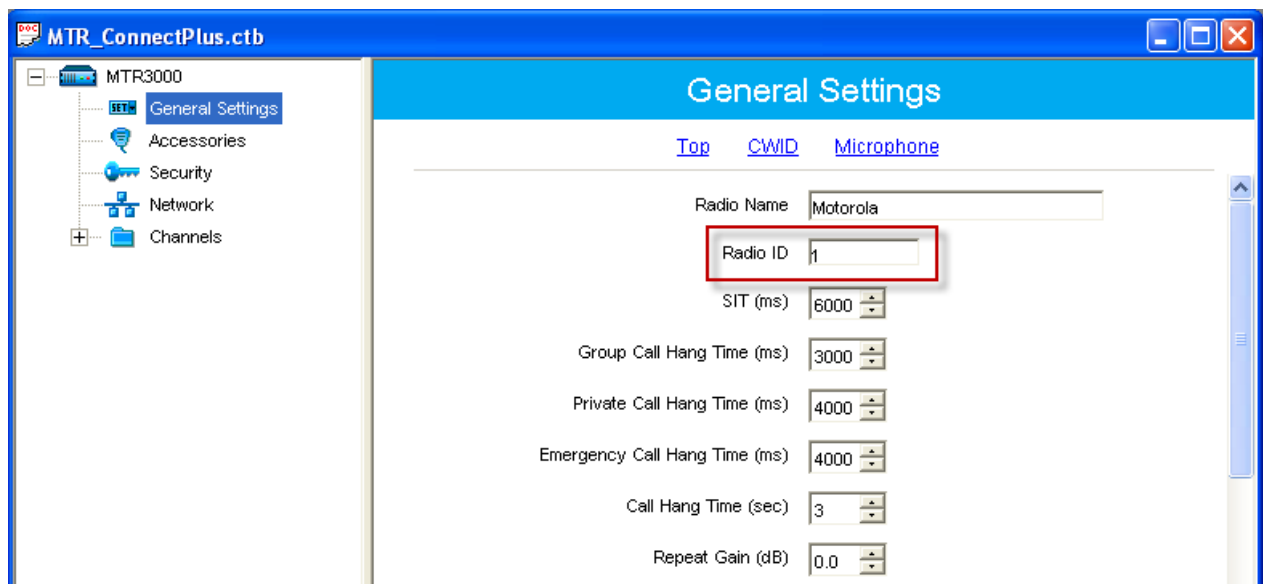 MTR_ConnectPlus.ctb
MTR3000
General Settings
Accessories
Security
Network
Channels
General Settings
Top CWID Microphone
Radio Name Motorola
Radio ID 1
SIT (ms) 6000
Group Call Hang Time (ms) 3000
Private Call Hang Time (ms) 4000
Emergency Call Hang Time (ms) 4000
Call Hang Time (sec) 3
Repeat Gain (dB) 0.0